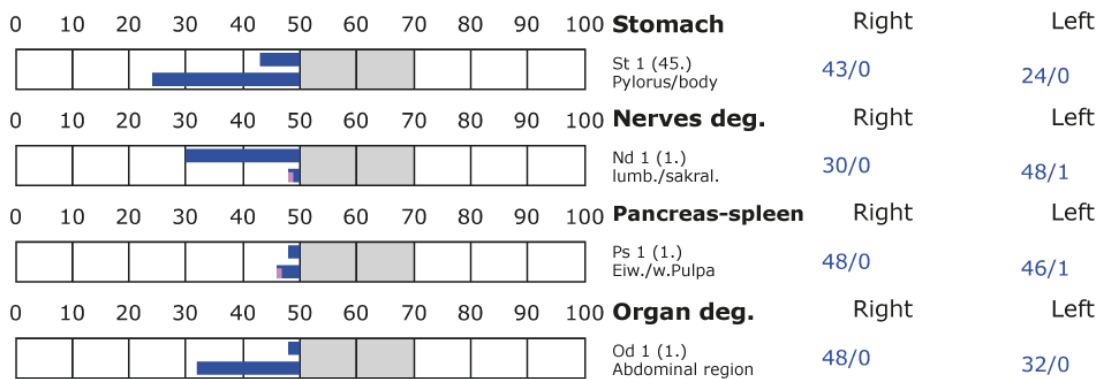 0 10 20 30 40 50 60 70 80 90 100 Stomach Right Left
St 1 (45.) 43/0 24/0
Pylorus/body
0 10 20 30 40 50 60 70 80 90 100 Nerves deg. Right Left
Nd 1 (1.) 30/0 48/1
lumb./sakral.
0 10 20 30 40 50 60 70 80 90 100 Pancreas-spleen Right Left
Ps 1 (1.) 48/0 46/1
Eiw./w.Pulpa
0 10 20 30 40 50 60 70 80 90 100 Organ deg. Right Left
Od 1 (1.) 48/0 32/0
Abdominal region